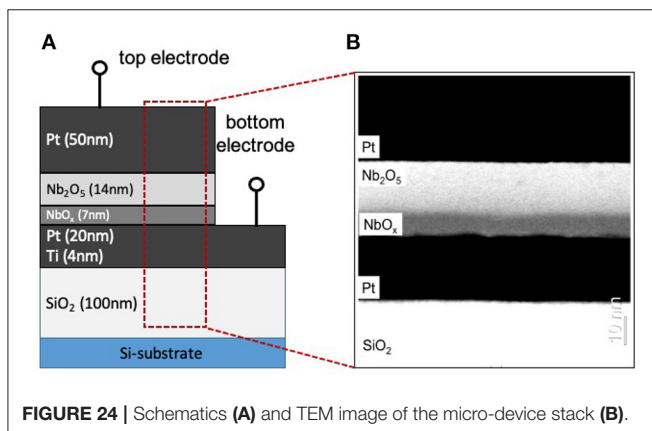 A
B
top electrode
bottom
electrode
Pt (50nm)
Nb₂O₅ (14nm)
NbOₓ (7nm)
Pt (20nm)
Ti (4nm)
SiO₂ (100nm)
Si-substrate
Pt
Nb₂O₅
NbOₓ
Pt
SiO₂
10 nm
FIGURE 24 | Schematics (A) and TEM image of the micro-device stack (B).